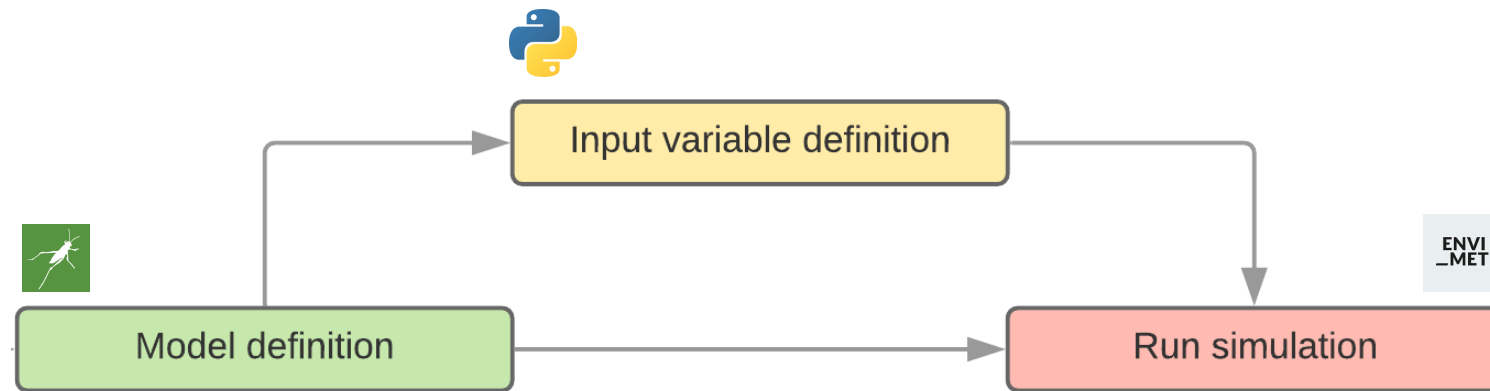 Input variable definition
ENVI
_MET
Model definition
Run simulation